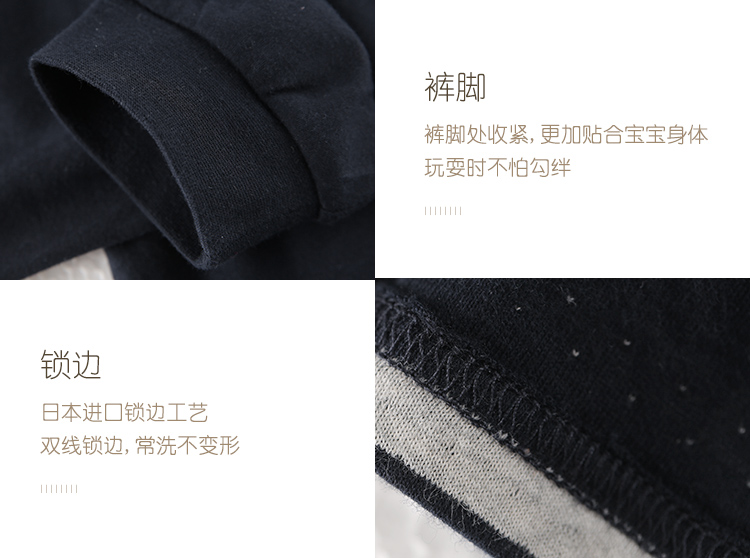 裤脚
裤脚处收紧, 更加贴合宝宝身体
玩耍时不怕勾绊
锁边
日本进口锁边工艺
双线锁边, 常洗不变形